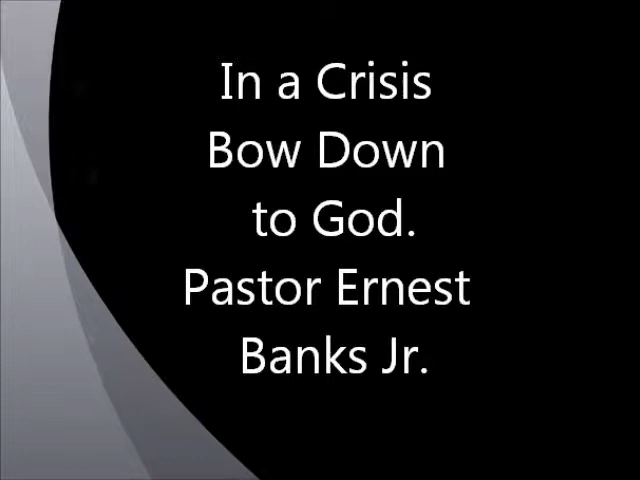 In a Crisis
Bow Down
to God.
Pastor Ernest
Banks Jr.